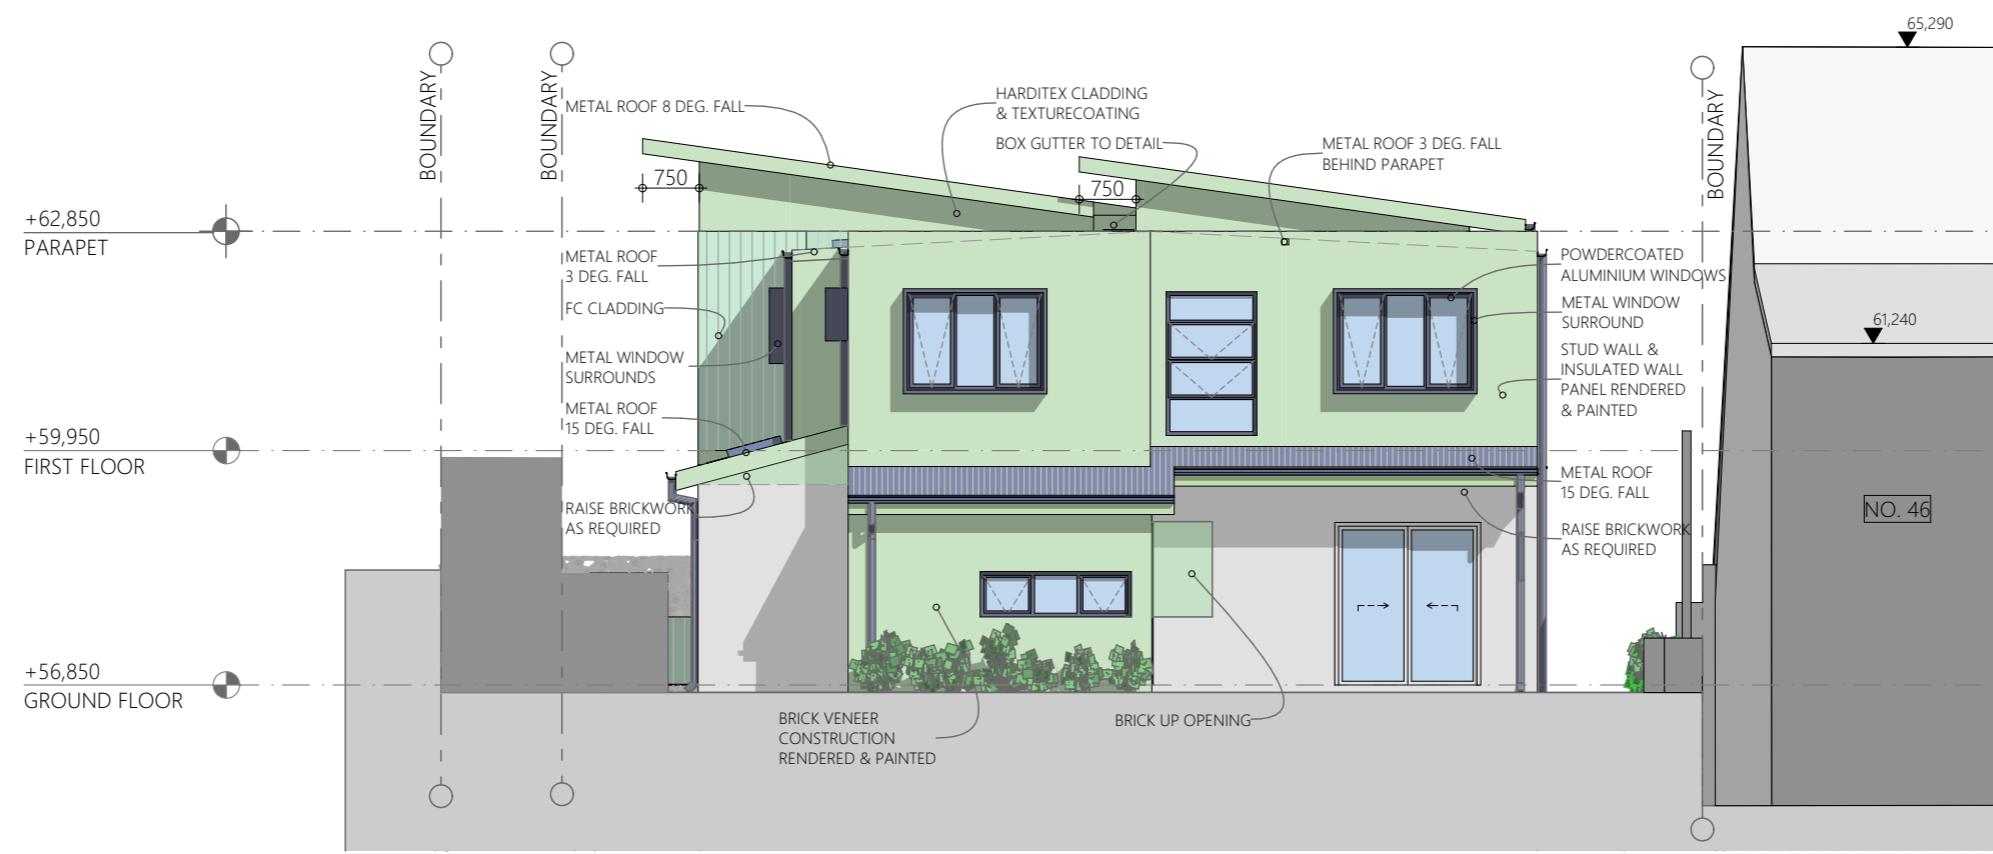 65,290
BOUNDARY
BOUNDARY
BOUNDARY
METAL ROOF 8 DEG. FALL
HARDITEX CLADDING
& TEXTURECOATING
BOX GUTTER TO DETAIL
METAL ROOF 3 DEG. FALL
BEHIND PARAPET
750
750
+62,850
PARAPET
METAL ROOF
3 DEG. FALL
FC CLADDING
METAL WINDOW
SURROUNDS
METAL ROOF
15 DEG. FALL
POWDERCOATED
ALUMINIUM WINDOWS
METAL WINDOW
SURROUND
STUD WALL &
INSULATED WALL
PANEL RENDERED
& PAINTED
61,240
+59,950
FIRST FLOOR
METAL ROOF
15 DEG. FALL
RAISE BRICKWORK
AS REQUIRED
RAISE BRICKWORK
AS REQUIRED
NO. 46
+56,850
GROUND FLOOR
BRICK VENEER
CONSTRUCTION
RENDERED & PAINTED
BRICK UP OPENING